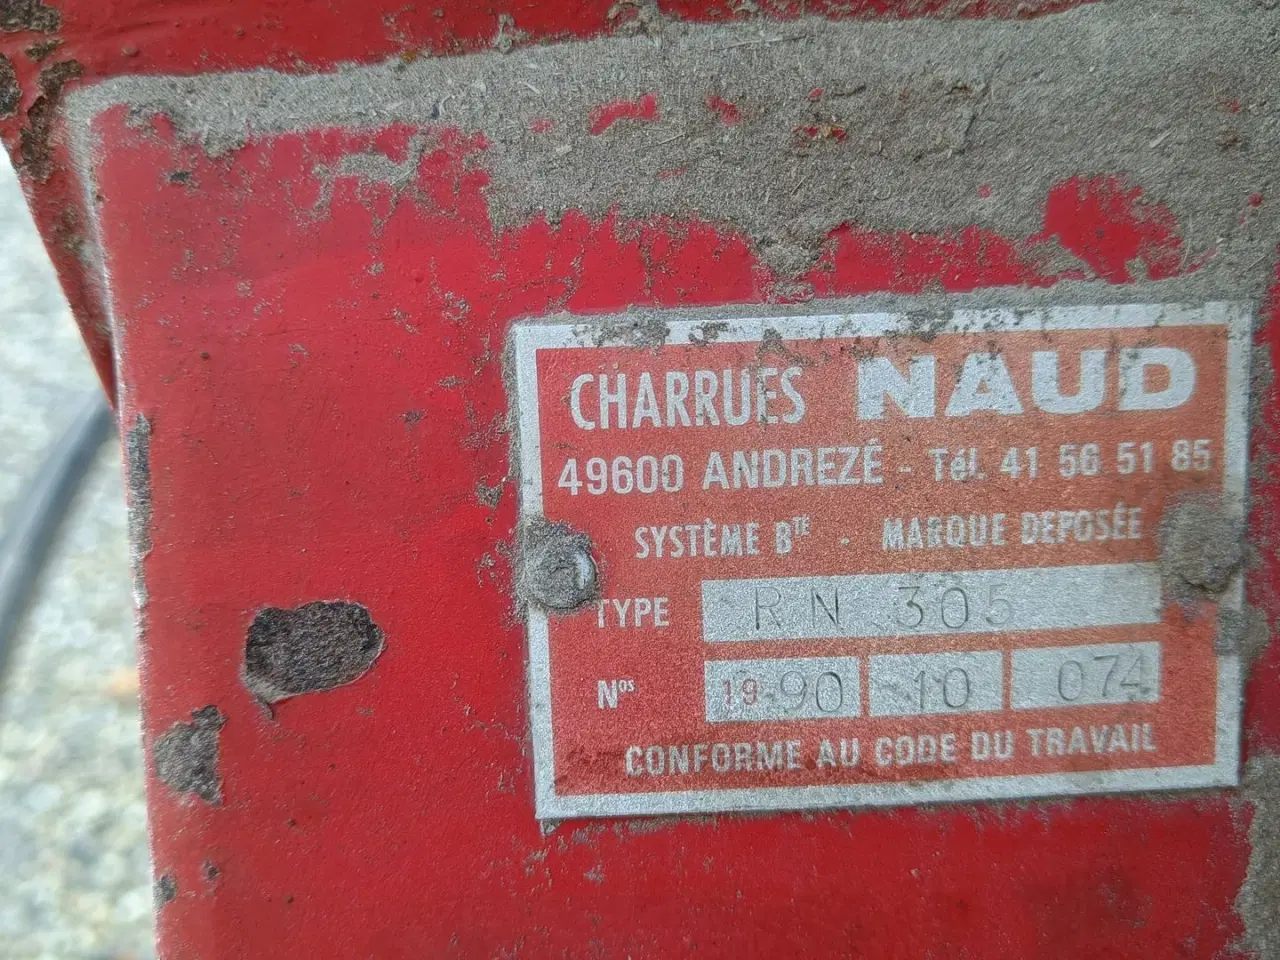 CHARRUES NAUD
49600 ANDREZÉ - Tél. 41 56 51 85
SYSTÈME BTÉ - MARQUE DEPOSÉE
TYPE RN 305
Nos 1990 10 074
CONFORME AU CODE DU TRAVAIL